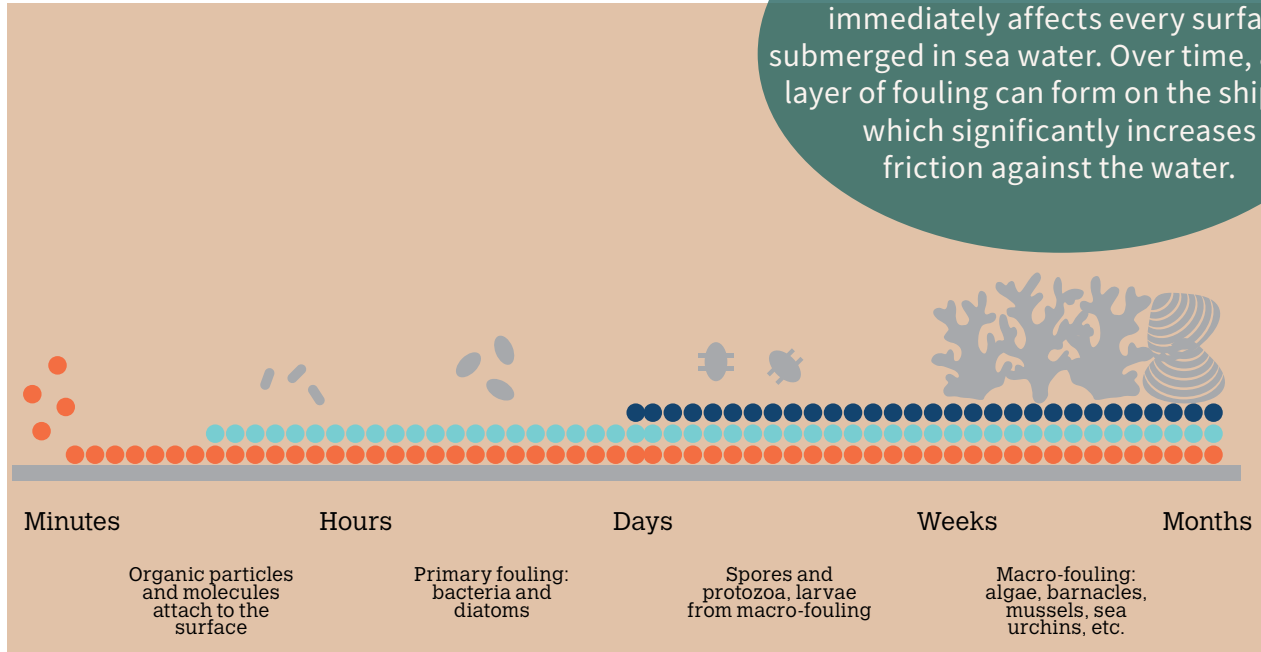 immediately affects every
submerged in sea water. Over time,
layer of fouling can form on the
which significantly increases
friction against the water.
Minutes
Hours
Days
Weeks
Months
Organic particles
and molecules
attach to the
surface
Primary fouling:
bacteria and
diatoms
Spores and
protozoa, larvae
from macro-fouling
Macro-fouling:
algae, barnacles,
mussels, sea
urchins, etc.